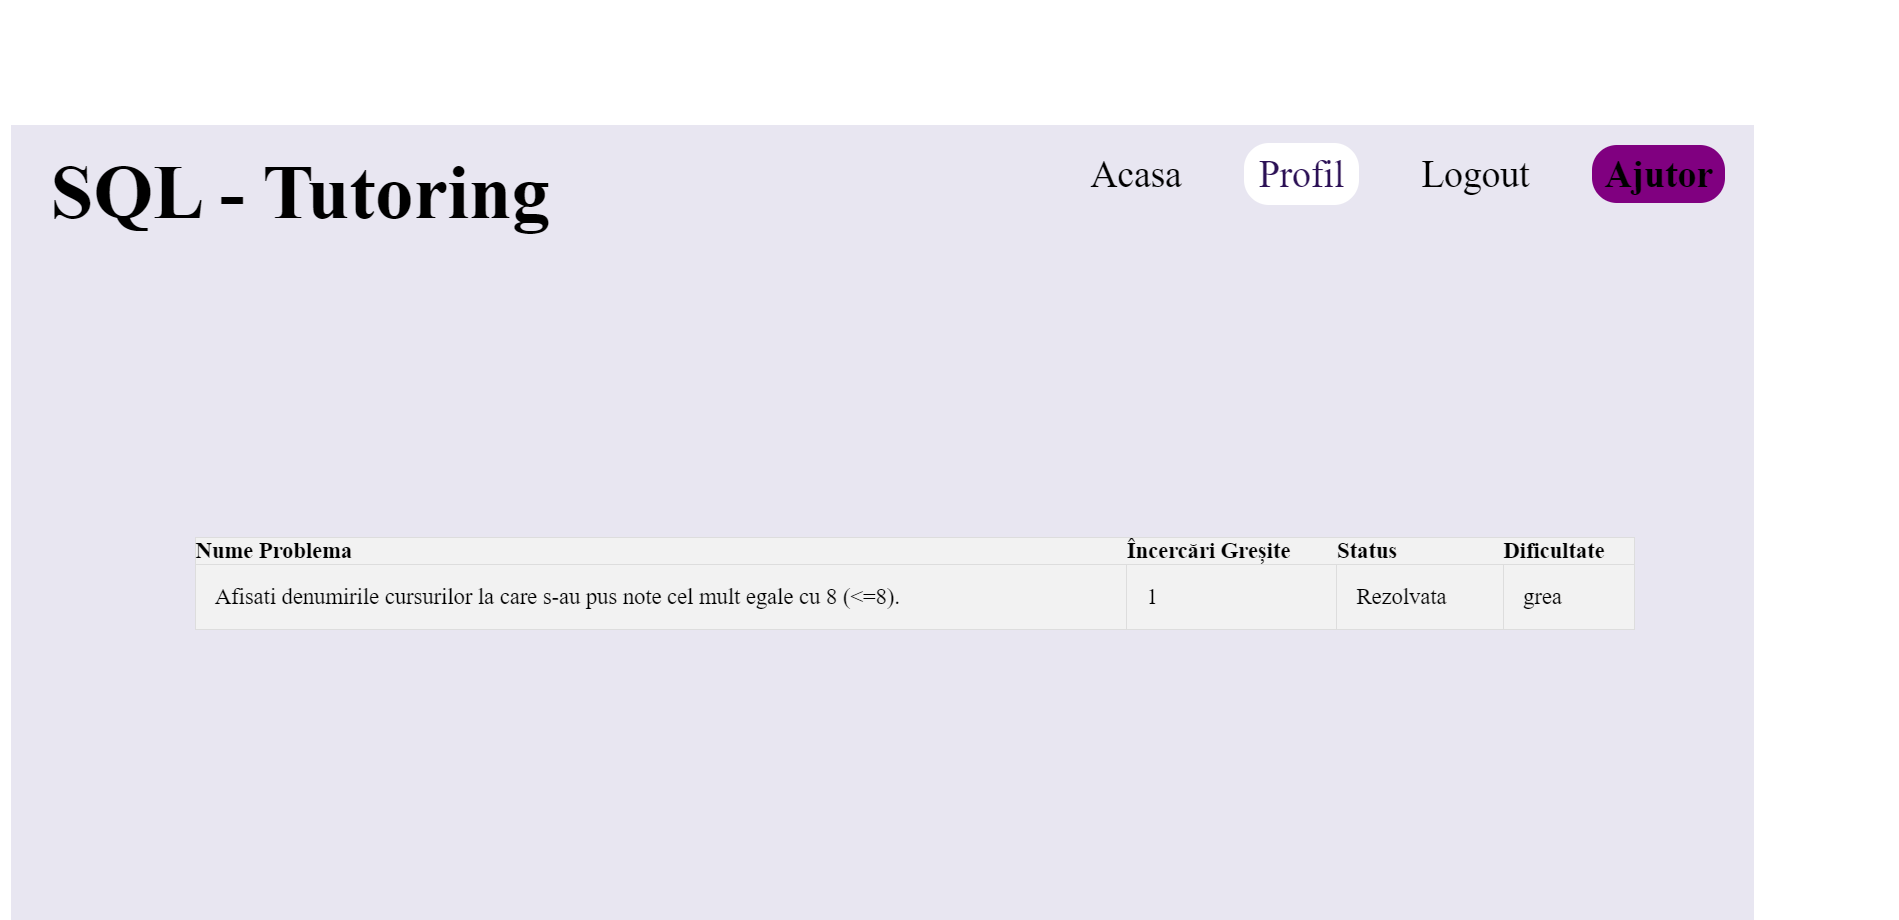 SQL - Tutoring
Acasa Profil Logout Ajutor
Nume Problema Încercări Greșite Status Dificultate
Afisati denumirile cursurilor la care s-au pus note cel mult egale cu 8 (<=8). 1 Rezolvata grea